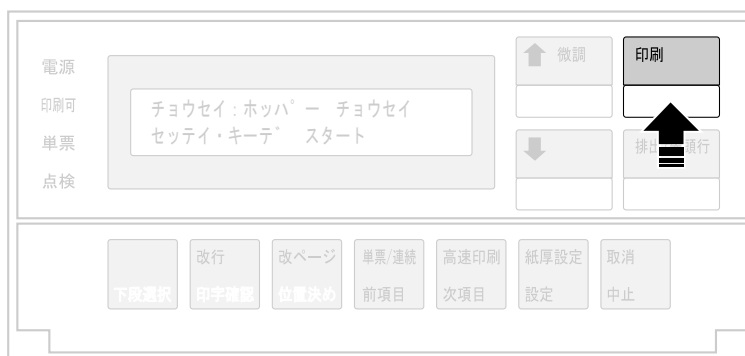 電源
印刷可
単票
点検
チョウセイ:ホッパー チョウセイ
セッテイ・キーデ スタート
微調
印刷
改行
改ページ
単票/連続
高速印刷
紙厚設定
取消
下段選択
印字確認
位置決め
前項目
次項目
設定
中止